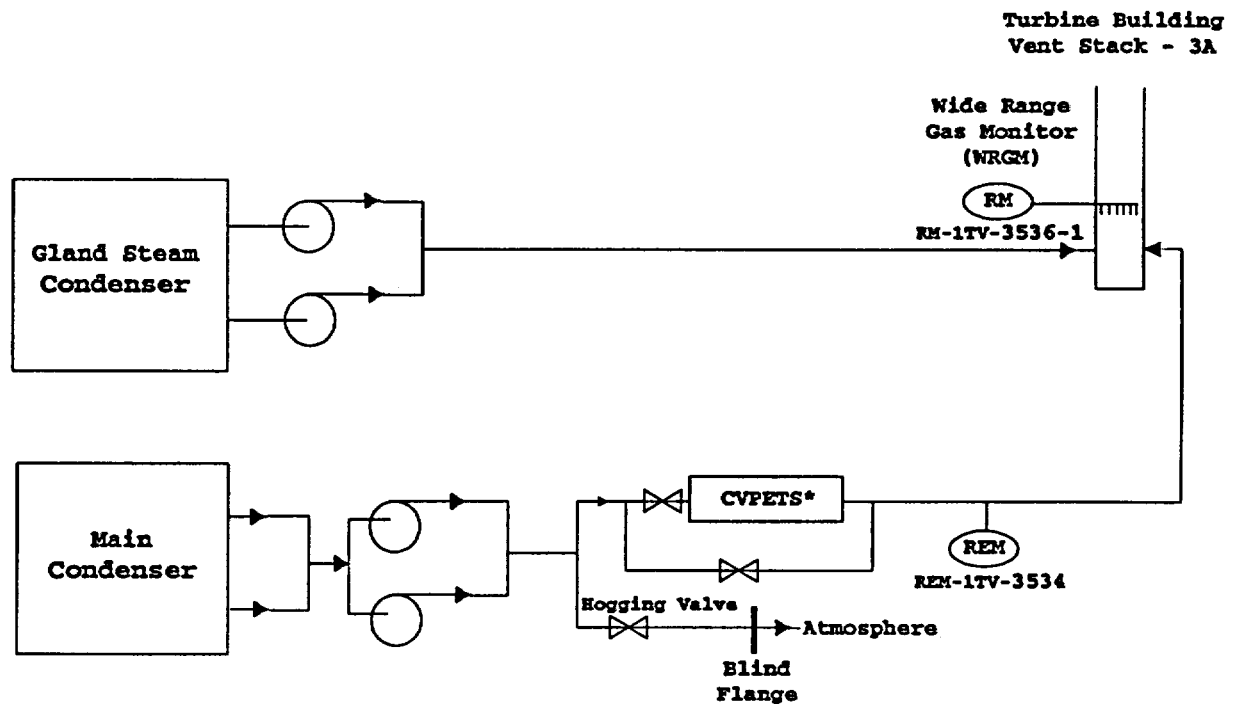 Turbine Building
Vent Stack - 3A
Wide Range
Gas Monitor
(WRGM)
RM
RM-1TV-3536-1
Gland Steam
Condenser
CVPETS*
Main
Condenser
REM
REM-1TV-3534
Hogging Valve
Atmosphere
Blind
Flange